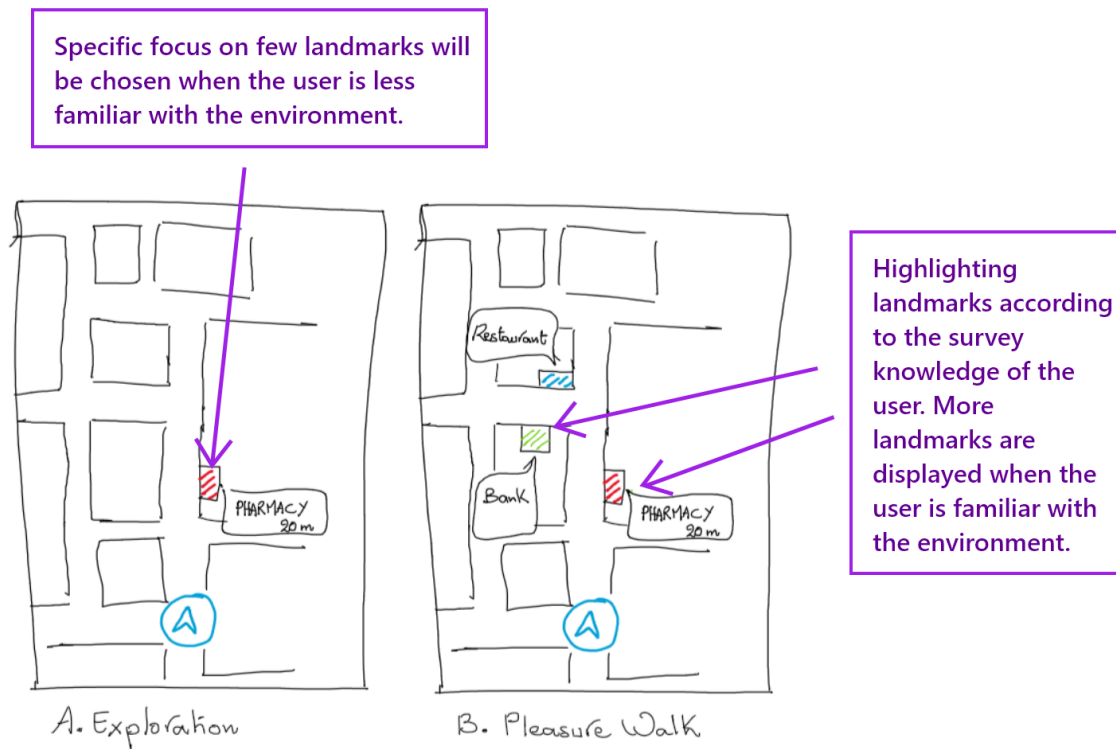 Specific focus on few landmarks will
be chosen when the user is less
familiar with the environment.
Highlighting
landmarks according
to the survey
knowledge of the
user. More
landmarks are
displayed when the
user is familiar with
the environment.
PHARMACY
20 m
A. Exploration
Restaurant
Bank
PHARMACY
20 m
B. Pleasure Walk